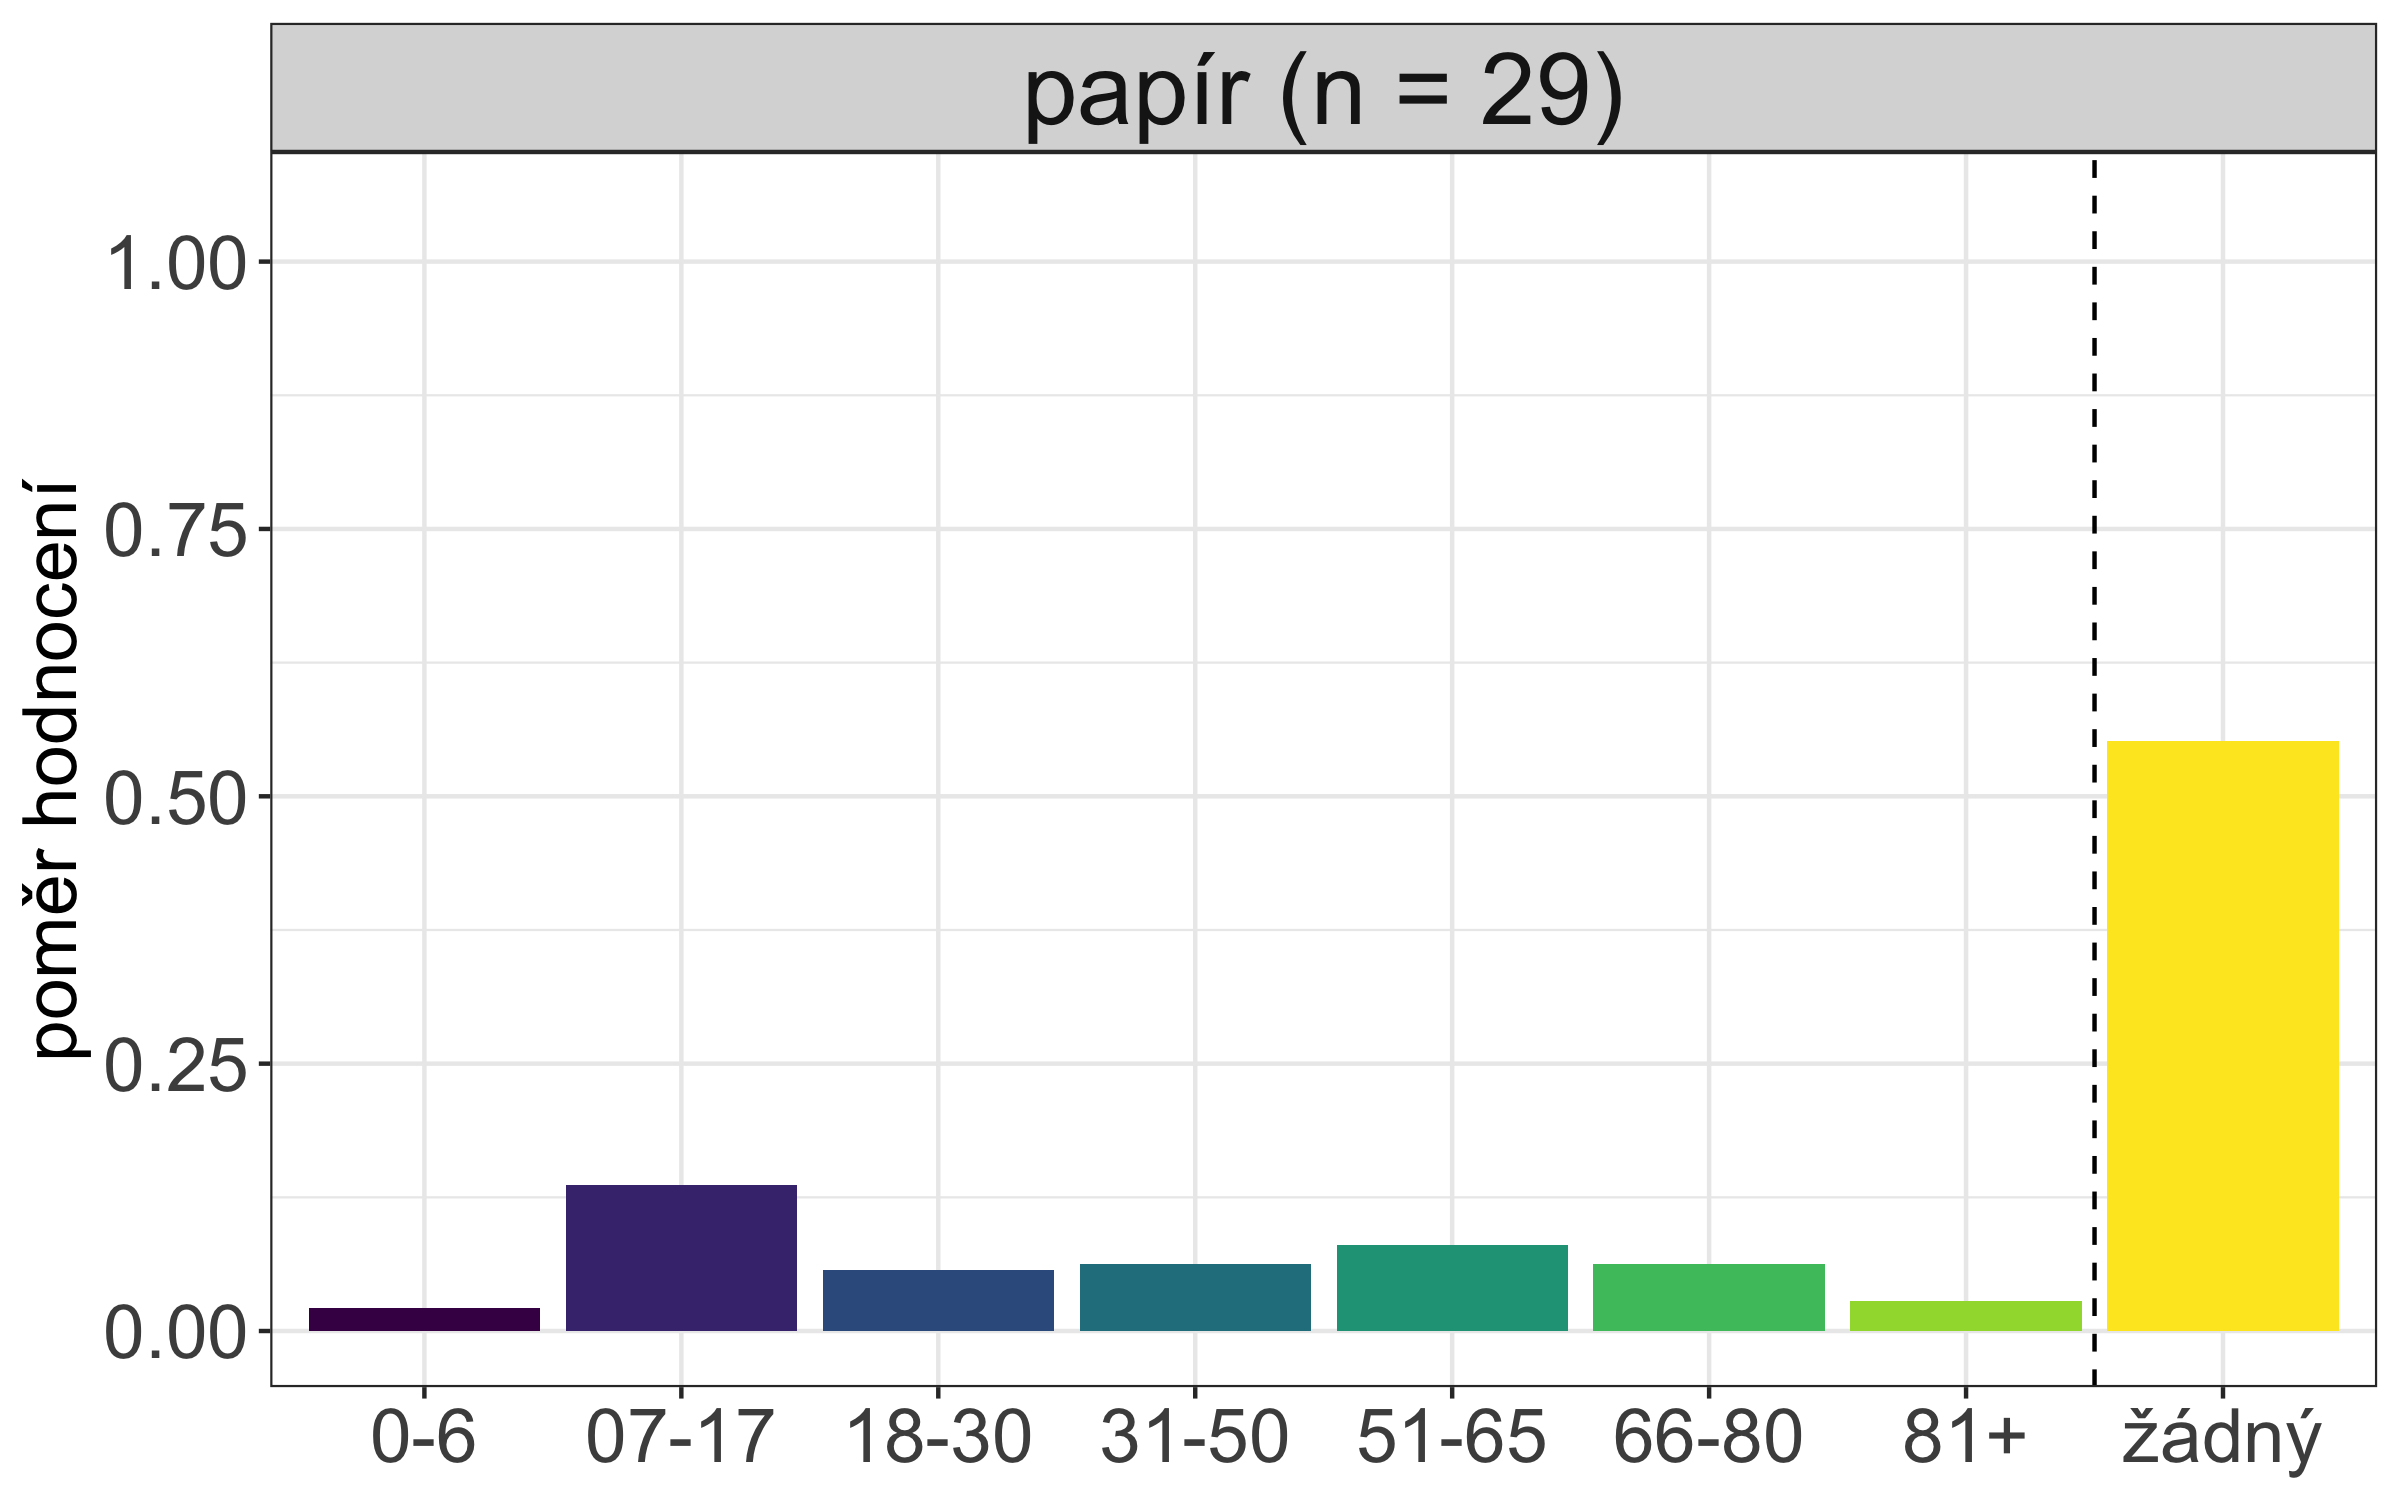 papír (n = 29)
poměr hodnocení
1.00
0.75
0.50
0.25
0.00
0-6 07-17 18-30 31-50 51-65 66-80 81+ žádný